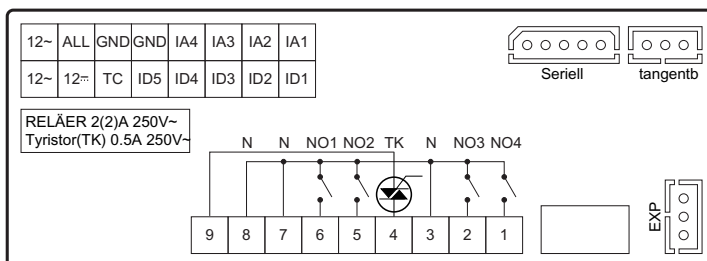 12~ ALL GND GND IA4 IA3 IA2 IA1
12~ 12⎓ TC ID5 ID4 ID3 ID2 ID1
Seriell tangentb
RELÄER 2(2)A 250V~
Tyristor(TK) 0.5A 250V~
N N NO1 NO2 TK N NO3 NO4
EXP
9 8 7 6 5 4 3 2 1